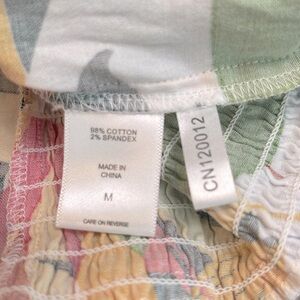 98% COTTON
2% SPANDEX
MADE IN
CHINA
M
CARE ON REVERSE
CN120012